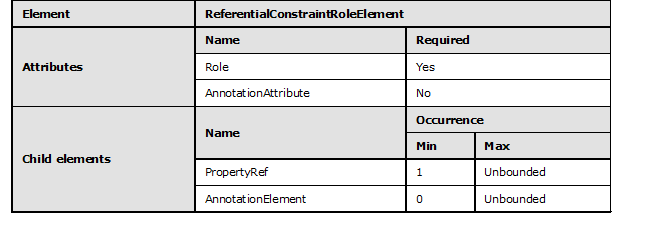 Element ReferentialConstraintRoleElement
Attributes Name Required
Role Yes
AnnotationAttribute No
Child elements Name Occurrence
Min Max
PropertyRef 1 Unbounded
AnnotationElement 0 Unbounded